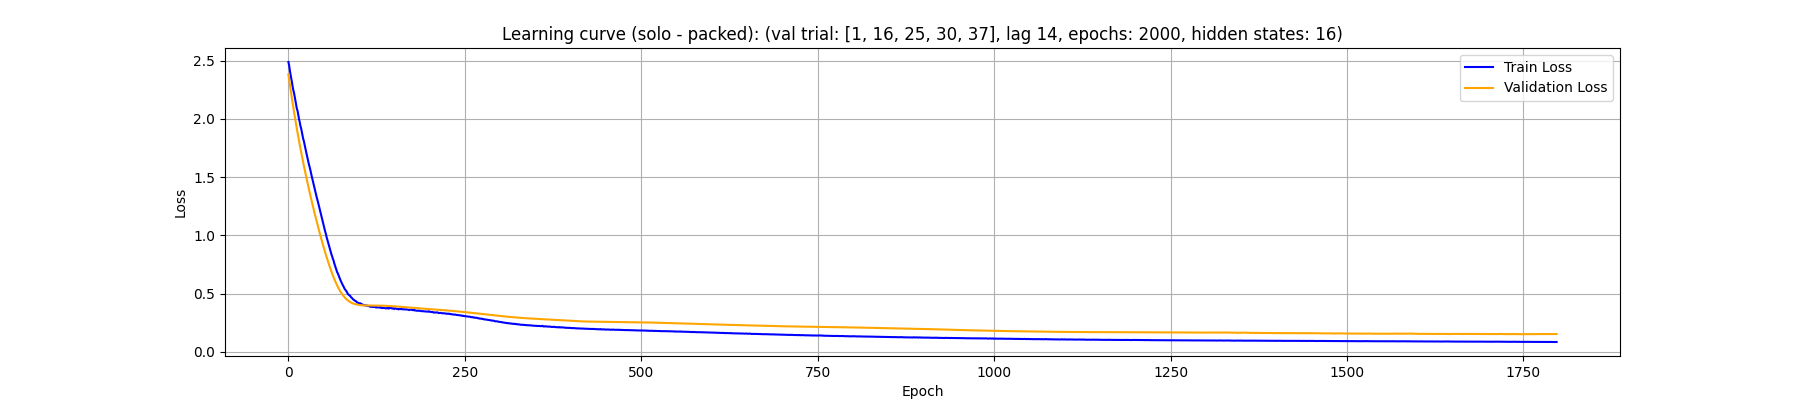 Learning curve (solo - packed): (val trial: [1, 16, 25, 30, 37], lag 14, epochs: 2000, hidden states: 16)
Train Loss
Validation Loss
Loss
2.5
2.0
1.5
1.0
0.5
0.0
0 250 500 750 1000 1250 1500 1750
Epoch